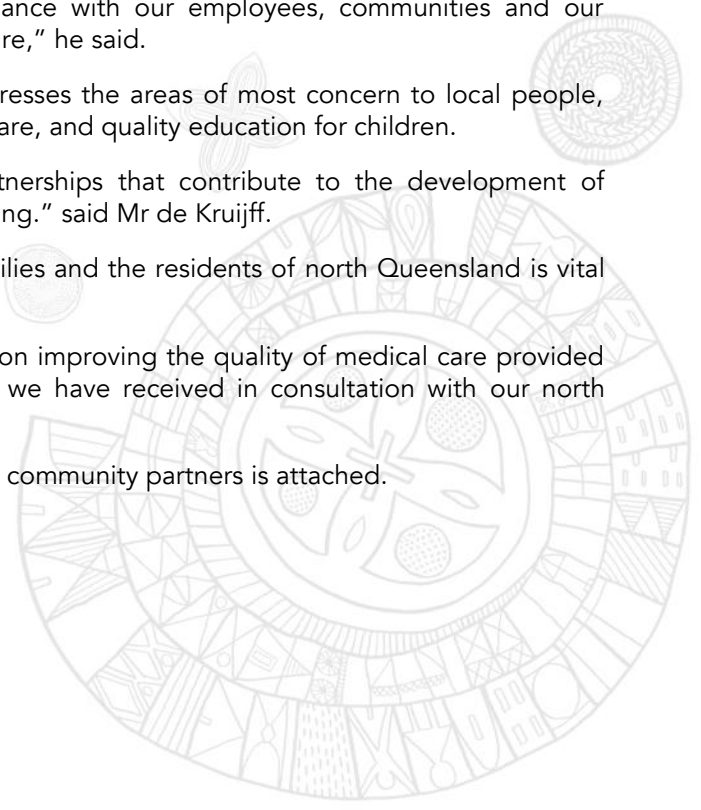 ance with our employees, communities and our
re,” he said.
resses the areas of most concern to local people,
are, and quality education for children.
tnerships that contribute to the development of
ng.” said Mr de Kruijff.
ilies and the residents of north Queensland is vital
on improving the quality of medical care provided
we have received in consultation with our north
community partners is attached.